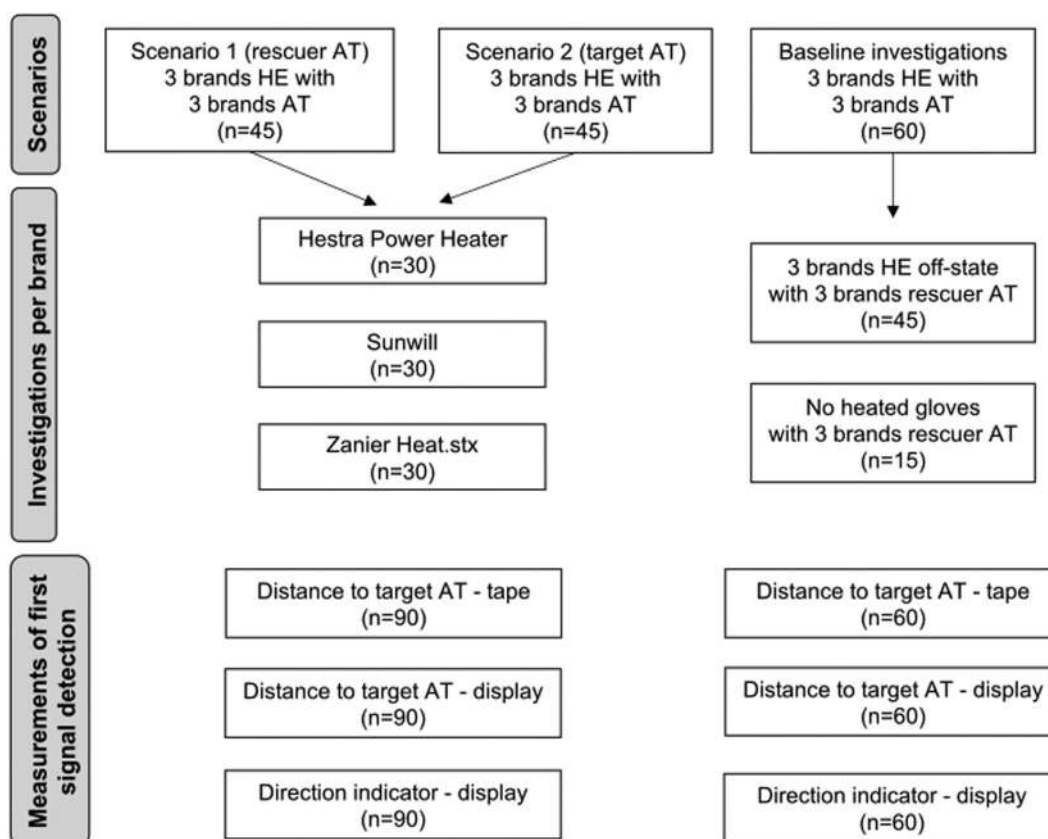 Scenarios
Scenario 1 (rescuer AT)
3 brands HE with
3 brands AT
(n=45)
Scenario 2 (target AT)
3 brands HE with
3 brands AT
(n=45)
Baseline investigations
3 brands HE with
3 brands AT
(n=60)
Investigations per brand
Hestra Power Heater
(n=30)
Sunwill
(n=30)
Zanier Heat.stx
(n=30)
3 brands HE off-state
with 3 brands rescuer AT
(n=45)
No heated gloves
with 3 brands rescuer AT
(n=15)
Measurements of first
signal detection
Distance to target AT - tape
(n=90)
Distance to target AT - display
(n=90)
Direction indicator - display
(n=90)
Distance to target AT - tape
(n=60)
Distance to target AT - display
(n=60)
Direction indicator - display
(n=60)